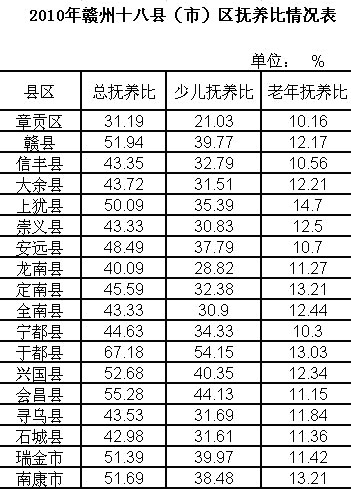 2010年赣州十八县（市）区抚养比情况表
单位： %
县区 总抚养比 少儿抚养比 老年抚养比
章贡区 31.19 21.03 10.16
赣县 51.94 39.77 12.17
信丰县 43.35 32.79 10.56
大余县 43.72 31.51 12.21
上犹县 50.09 35.39 14.7
崇义县 43.33 30.83 12.5
安远县 48.49 37.79 10.7
龙南县 40.09 28.82 11.27
定南县 45.59 32.38 13.21
全南县 43.33 30.9 12.44
宁都县 44.63 34.33 10.3
于都县 67.18 54.15 13.03
兴国县 52.68 40.35 12.34
会昌县 55.28 44.13 11.15
寻乌县 43.53 31.69 11.84
石城县 42.98 31.61 11.36
瑞金市 51.39 39.97 11.42
南康市 51.69 38.48 13.21